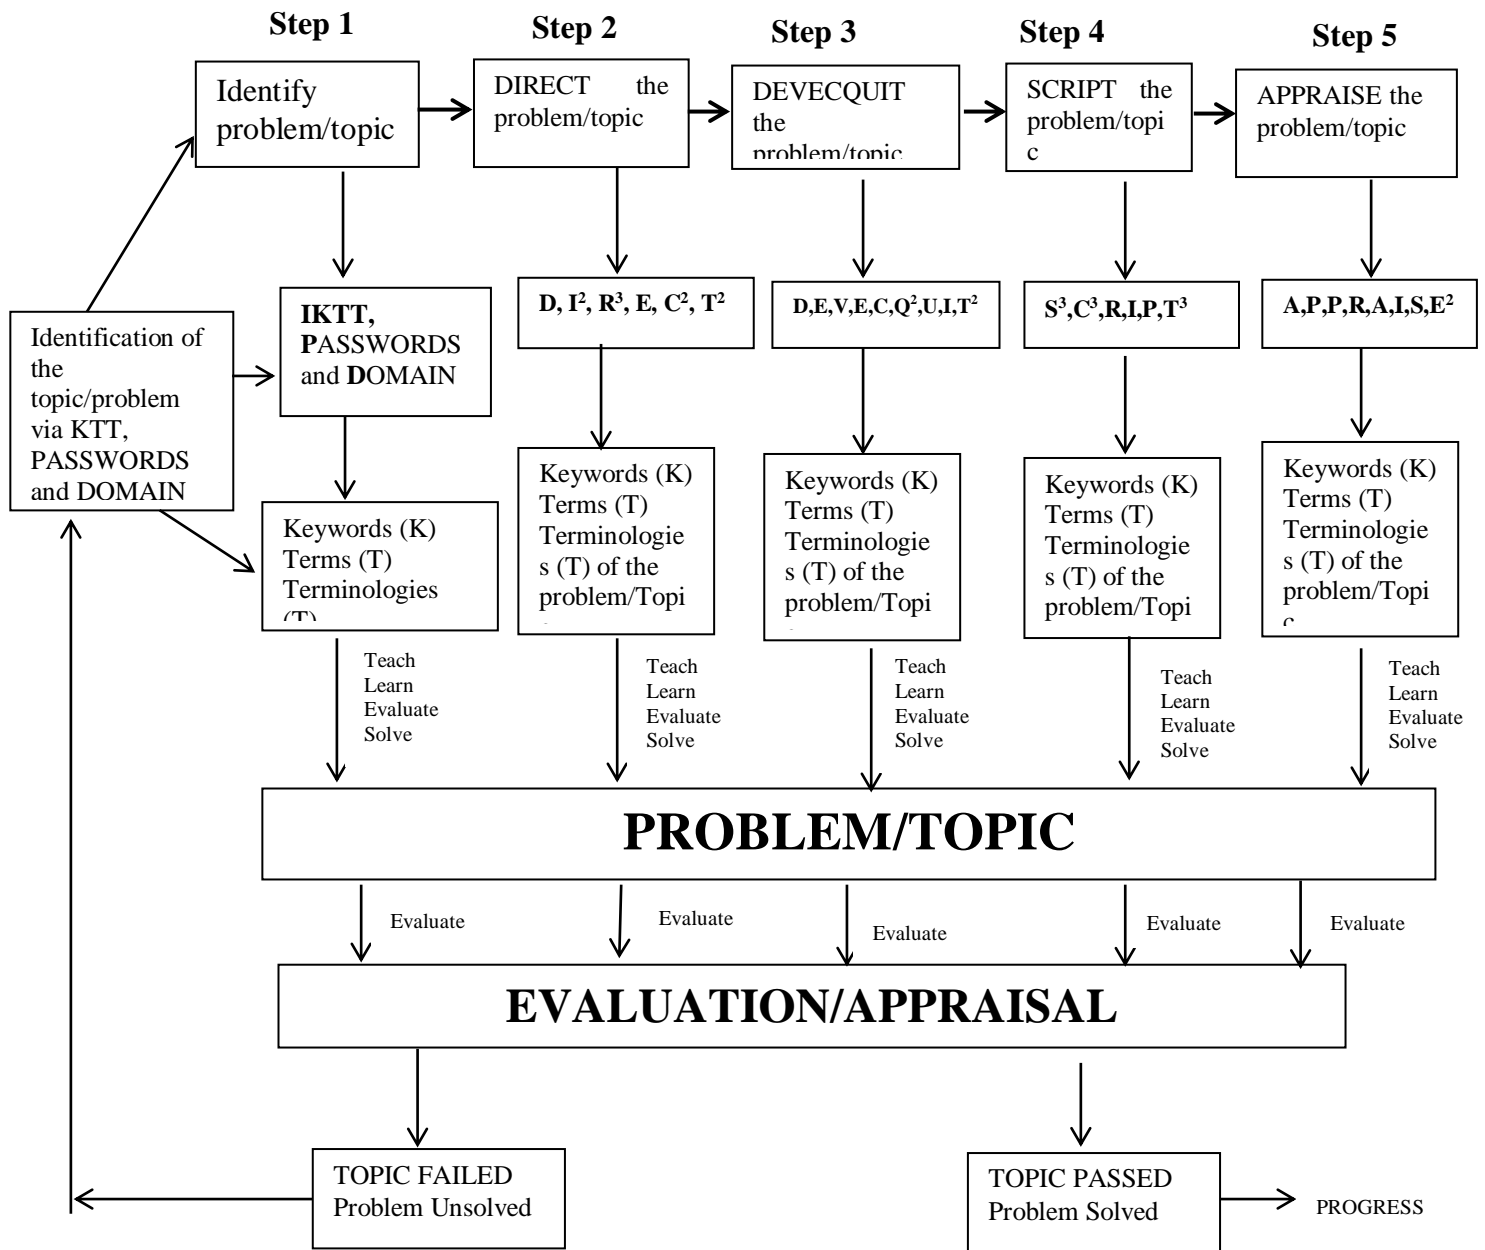 Step 1
Step 2
Step 3
Step 4
Step 5
Identify
problem/topic
DIRECT the
problem/topic
DEVECQUIT
the
problem/topic
SCRIPT the
problem/topi
c
APPRAISE the
problem/topic
Identification of
the
topic/problem
via KTT,
PASSWORDS
and DOMAIN
IKTT,
PASSWORDS
and DOMAIN
D, I², R³, E, C², T²
D,E,V,E,C,Q²,U,I,T²
S³,C³,R,I,P,T³
A,P,P,R,A,I,S,E²
Keywords (K)
Terms (T)
Terminologies
(T)
Keywords (K)
Terms (T)
Terminologie
s (T) of the
problem/Topi
Keywords (K)
Terms (T)
Terminologie
s (T) of the
problem/Topi
Keywords (K)
Terms (T)
Terminologie
s (T) of the
problem/Topi
Keywords (K)
Terms (T)
Terminologie
s (T) of the
problem/Topi
c
Teach
Learn
Evaluate
Solve
Teach
Learn
Evaluate
Solve
Teach
Learn
Evaluate
Solve
Teach
Learn
Evaluate
Solve
Teach
Learn
Evaluate
Solve
PROBLEM/TOPIC
Evaluate
Evaluate
Evaluate
Evaluate
Evaluate
EVALUATION/APPRAISAL
TOPIC FAILED
Problem Unsolved
TOPIC PASSED
Problem Solved
PROGRESS